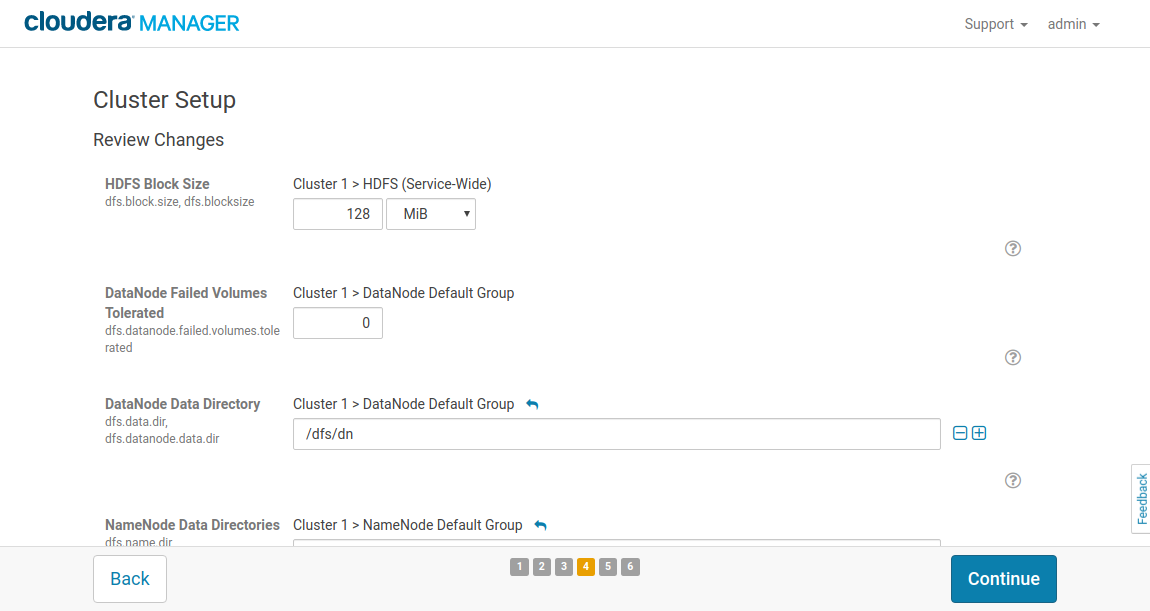 cloudera MANAGER
Support
admin
Cluster Setup
Review Changes
HDFS Block Size
dfs.block.size, dfs.blocksize
Cluster 1 > HDFS (Service-Wide)
128
MiB
?
DataNode Failed Volumes
Tolerated
dfs.datanode.failed.volumes.tole
rated
Cluster 1 > DataNode Default Group
0
?
DataNode Data Directory
dfs.data.dir,
dfs.datanode.data.dir
Cluster 1 > DataNode Default Group
/dfs/dn
?
Feedback
NameNode Data Directories
dfs.name.dir
Cluster 1 > NameNode Default Group
Back
1 2 3 4 5 6
Continue